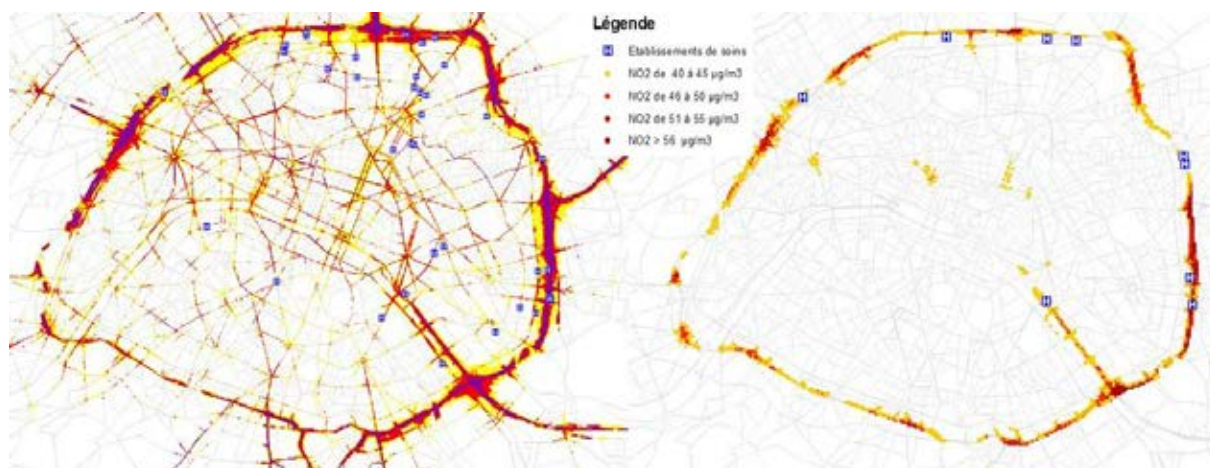 Légende
H Etablissements de soins
NO2 de 40 à 45 µg/m3
NO2 de 46 à 50 µg/m3
NO2 de 51 à 55 µg/m3
NO2 > 56 µg/m3